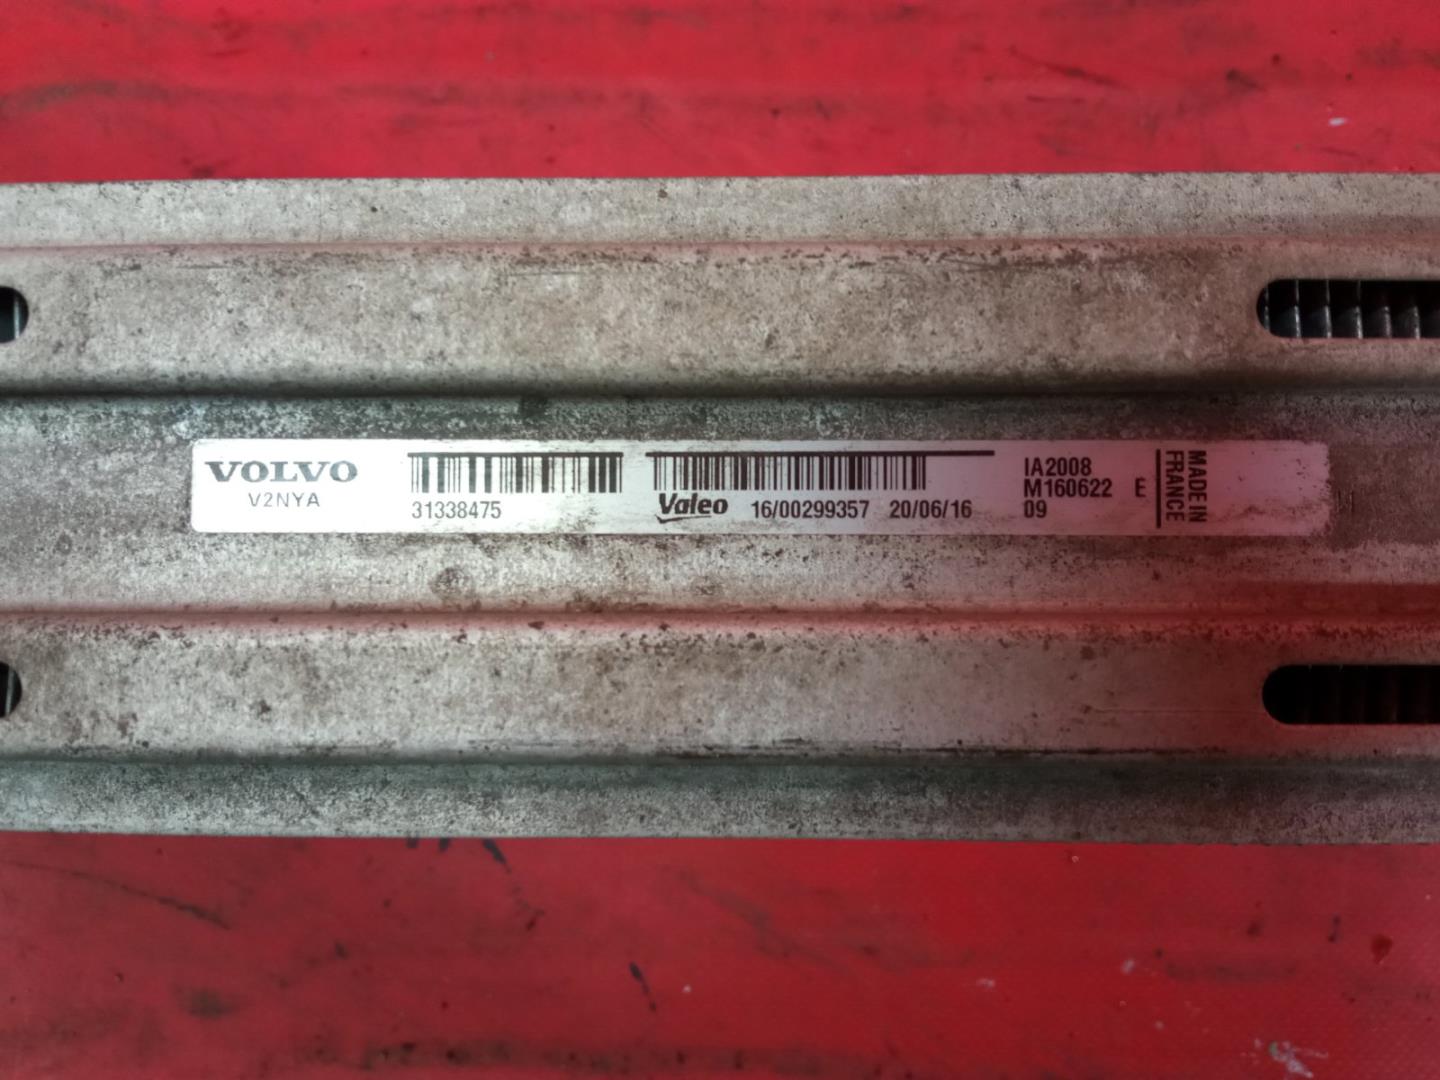 VOLVO
V2NYA
31338475
Valeo 16/00299357 20/06/16
IA2008
M160622 E
09
MADE IN
FRANCE